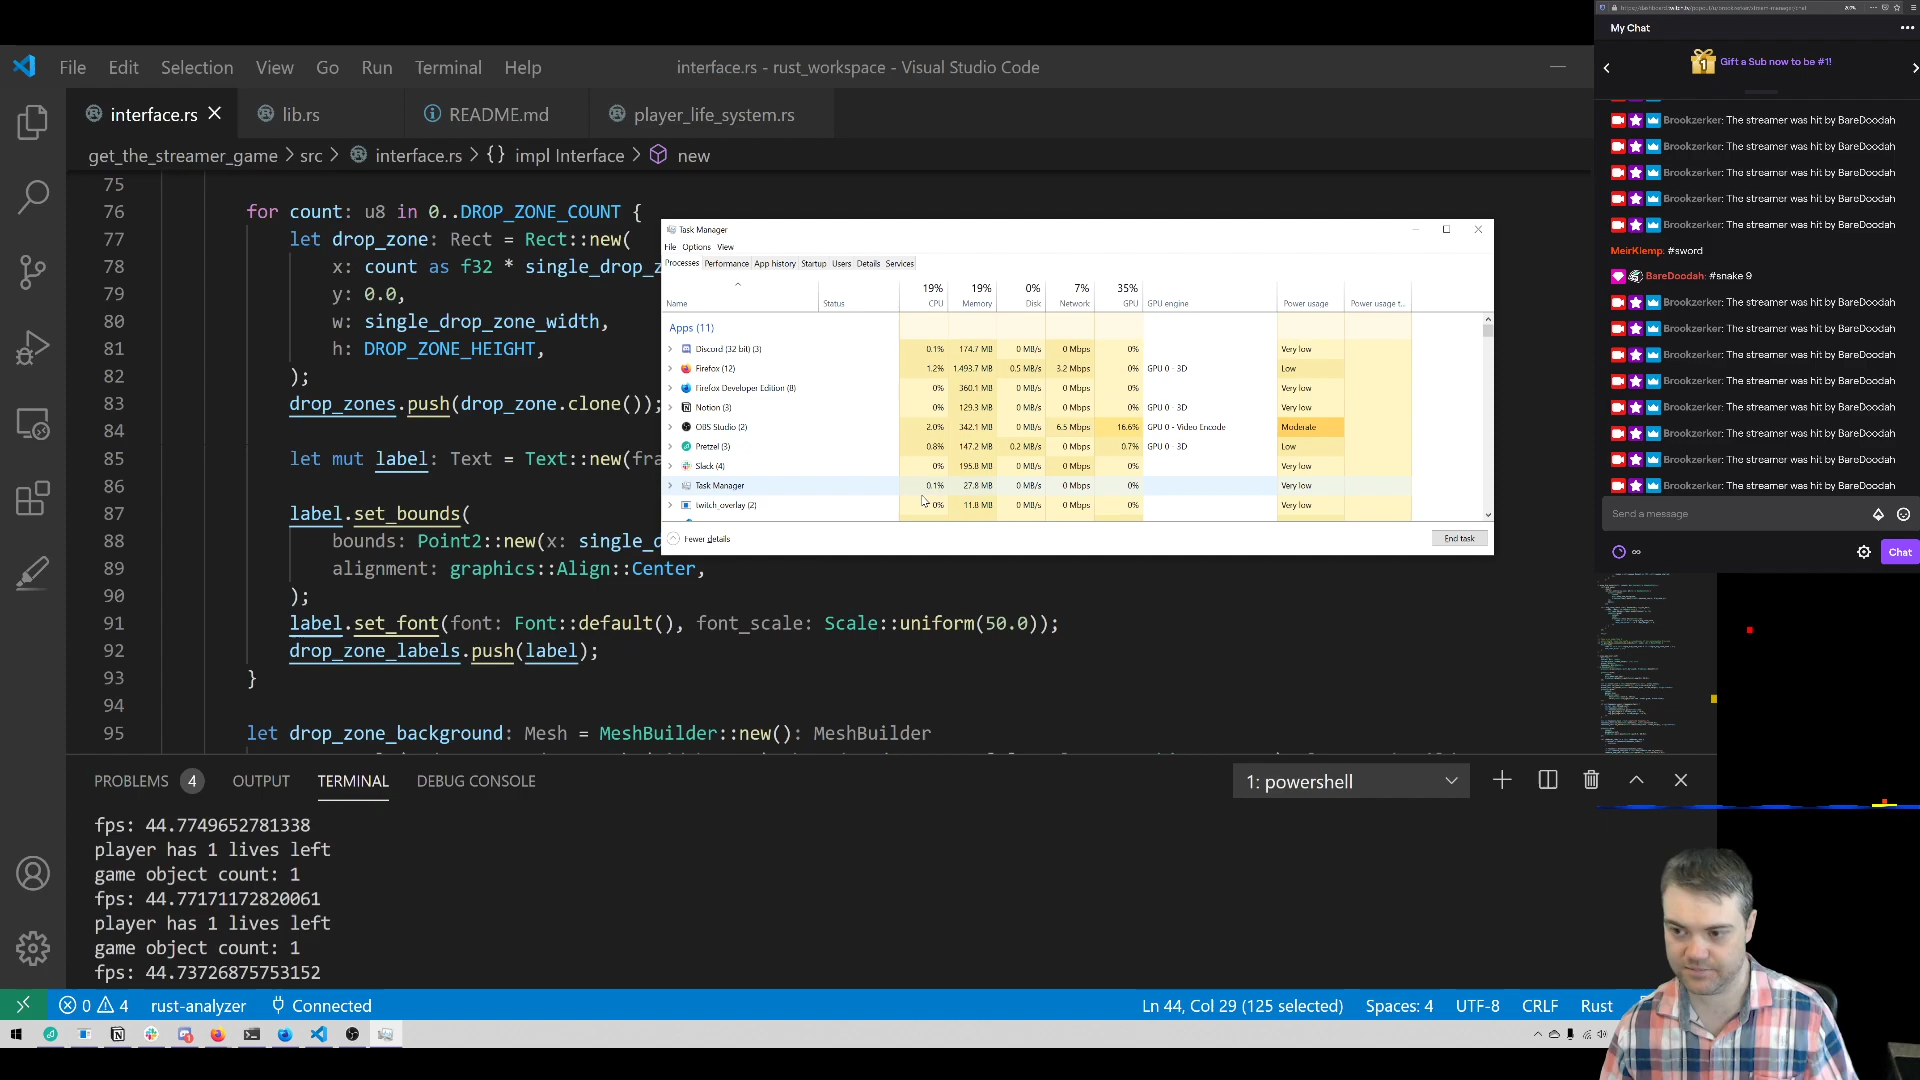 File Edit Selection View Go Run Terminal Help
interface.rs - rust_workspace - Visual Studio Code
interface.rs
lib.rs
README.md
player_life_system.rs
get_the_streamer_game > src > interface.rs > {} impl Interface > new
75
76 for count: u8 in 0..DROP_ZONE_COUNT {
77 let drop_zone: Rect = Rect::new(
78 x: count as f32 * single_drop_z
79 y: 0.0,
80 w: single_drop_zone_width,
81 h: DROP_ZONE_HEIGHT,
82 );
83 drop_zones.push(drop_zone.clone());
84
85 let mut label: Text = Text::new(fra
86
87 label.set_bounds(
88 bounds: Point2::new(x: single_d
89 alignment: graphics::Align::Center,
90 );
91 label.set_font(font: Font::default(), font_scale: Scale::uniform(50.0));
92 drop_zone_labels.push(label);
93 }
94
95 let drop_zone_background: Mesh = MeshBuilder::new(): MeshBuilder
Task Manager
File Options View
Processes Performance App history Startup Users Details Services
19% 19% 0% 7% 35%
Name Status CPU Memory Disk Network GPU GPU engine Power usage Power usage t...
Apps (11)
Discord (32 bit) (3) 0.1% 174.7 MB 0 MB/s 0 Mbps 0% Very low
Firefox (12) 1.2% 1,493.7 MB 0.5 MB/s 3.2 Mbps 0% GPU 0 - 3D Low
Firefox Developer Edition (8) 0% 360.1 MB 0 MB/s 0 Mbps 0% Very low
Notion (3) 0% 129.3 MB 0 MB/s 0 Mbps 0% GPU 0 - 3D Very low
OBS Studio (2) 2.0% 342.1 MB 0 MB/s 6.5 Mbps 16.6% GPU 0 - Video Encode Moderate
Pretzel (3) 0.8% 147.2 MB 0.2 MB/s 0 Mbps 0.7% GPU 0 - 3D Low
Slack (4) 0% 195.8 MB 0 MB/s 0 Mbps 0% Very low
Task Manager 0.1% 27.8 MB 0 MB/s 0 Mbps 0% Very low
twitch_overlay (2) 0% 11.8 MB 0 MB/s 0 Mbps 0% Very low
Fewer details
End task
PROBLEMS 4 OUTPUT TERMINAL DEBUG CONSOLE
1: powershell
fps: 44.7749652781338
player has 1 lives left
game object count: 1
fps: 44.77171172820061
player has 1 lives left
game object count: 1
fps: 44.73726875753152
0 4 rust-analyzer Connected
Ln 44, Col 29 (125 selected) Spaces: 4 UTF-8 CRLF Rust
My Chat
1 Gift a Sub now to be #1!
Brookzerker: The streamer was hit by BareDoodah
Brookzerker: The streamer was hit by BareDoodah
Brookzerker: The streamer was hit by BareDoodah
Brookzerker: The streamer was hit by BareDoodah
Brookzerker: The streamer was hit by BareDoodah
MeirKlemp: #sword
BareDoodah: #snake 9
Brookzerker: The streamer was hit by BareDoodah
Brookzerker: The streamer was hit by BareDoodah
Brookzerker: The streamer was hit by BareDoodah
Brookzerker: The streamer was hit by BareDoodah
Brookzerker: The streamer was hit by BareDoodah
Brookzerker: The streamer was hit by BareDoodah
Brookzerker: The streamer was hit by BareDoodah
Brookzerker: The streamer was hit by BareDoodah
Send a message
Chat